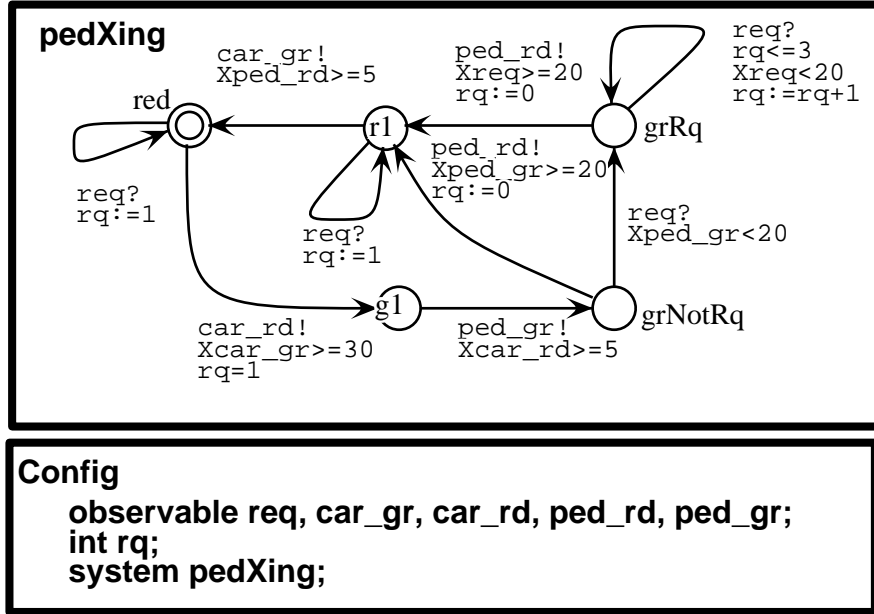 pedXing
car_gr!
Xped_rd>=5
ped_rd!
Xreq>=20
rq:=0
req?
rq<=3
Xreq<20
rq:=rq+1
red
r1
grRq
ped_rd!
Xped_gr>=20
rq:=0
req?
rq:=1
req?
rq:=1
req?
Xped_gr<20
g1
grNotRq
car_rd!
Xcar_gr>=30
rq=1
ped_gr!
Xcar_rd>=5
Config
observable req, car_gr, car_rd, ped_rd, ped_gr;
int rq;
system pedXing;